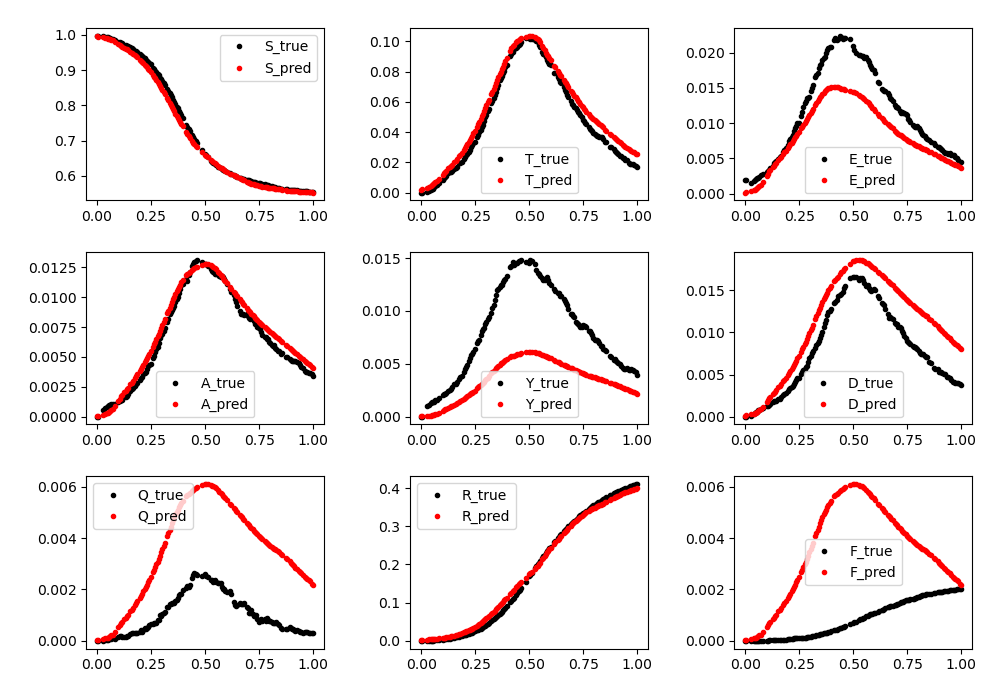 1.0
0.9
0.8
0.7
0.6
0.00 0.25 0.50 0.75 1.00
S_true
S_pred
0.10
0.08
0.06
0.04
0.02
0.00
0.00 0.25 0.50 0.75 1.00
T_true
T_pred
0.020
0.015
0.010
0.005
0.000
0.00 0.25 0.50 0.75 1.00
E_true
E_pred
0.0125
0.0100
0.0075
0.0050
0.0025
0.0000
0.00 0.25 0.50 0.75 1.00
A_true
A_pred
0.015
0.010
0.005
0.000
0.00 0.25 0.50 0.75 1.00
Y_true
Y_pred
0.015
0.010
0.005
0.000
0.00 0.25 0.50 0.75 1.00
D_true
D_pred
0.006
0.004
0.002
0.000
0.00 0.25 0.50 0.75 1.00
Q_true
Q_pred
0.4
0.3
0.2
0.1
0.0
0.00 0.25 0.50 0.75 1.00
R_true
R_pred
0.006
0.004
0.002
0.000
0.00 0.25 0.50 0.75 1.00
F_true
F_pred